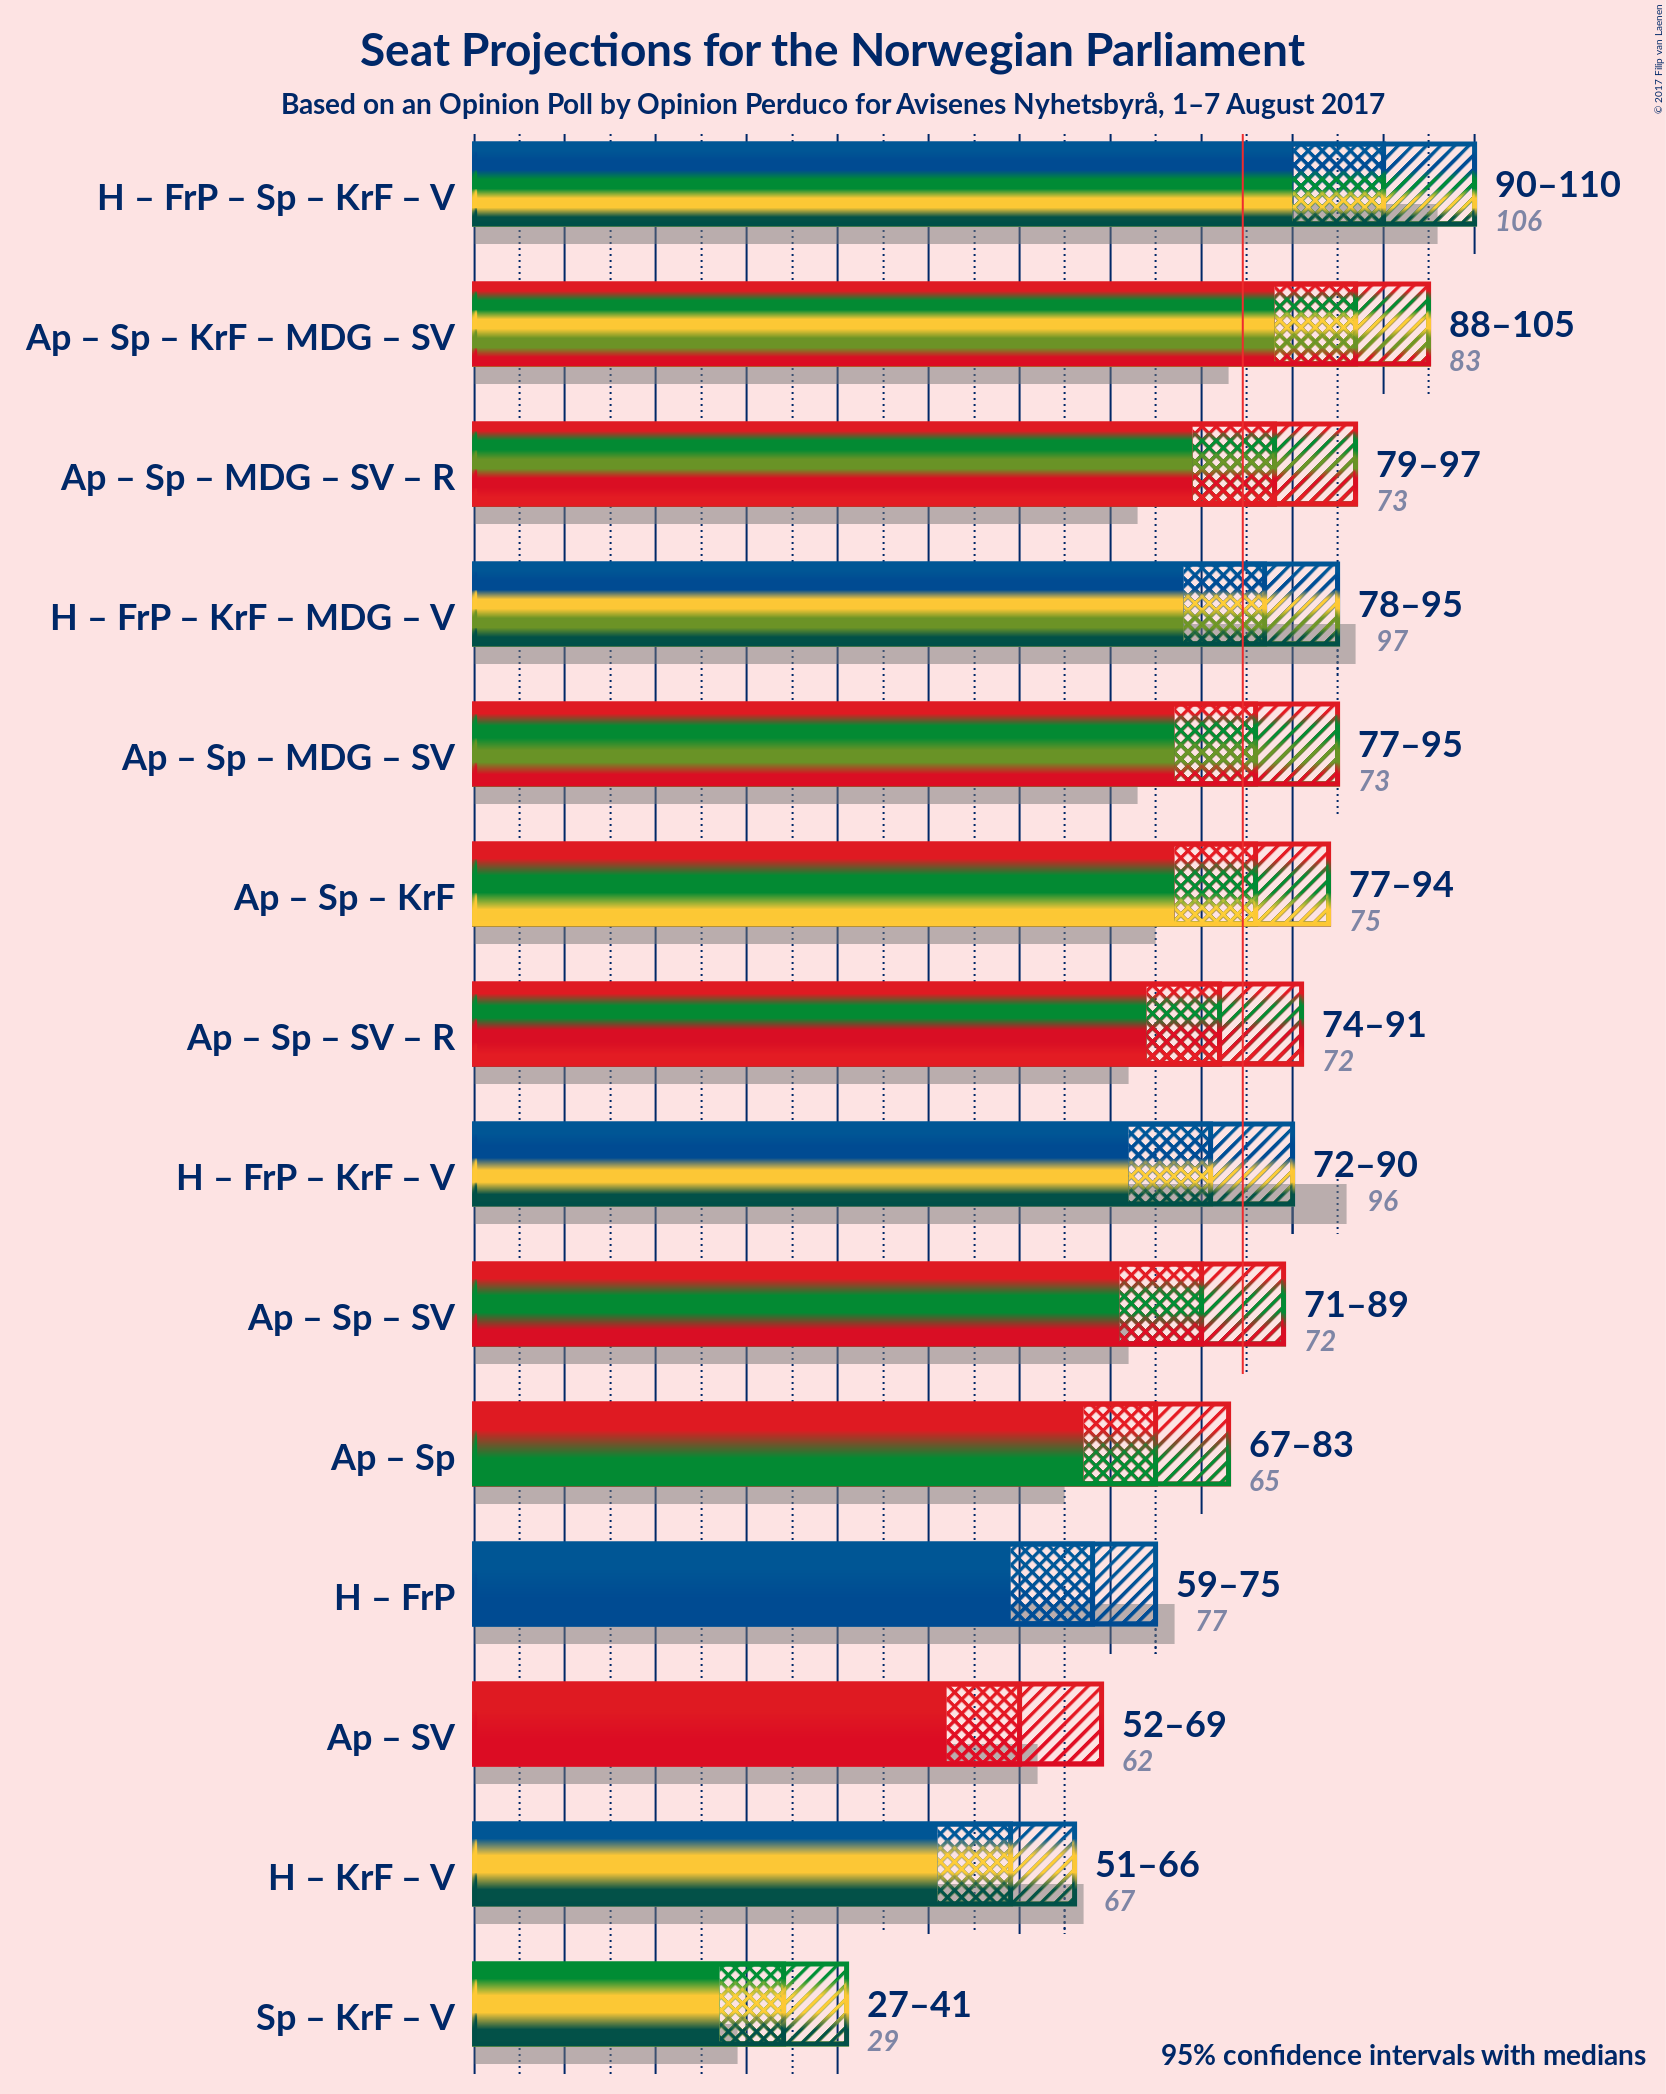 Seat Projections for the Norwegian Parliament
Based on an Opinion Poll by Opinion Perduco for Avisenes Nyhetsbyrå, 1–7 August 2017
© 2017 Filip van Laenen
H – FrP – Sp – KrF – V
90–110
106
Ap – Sp – KrF – MDG – SV
88–105
83
Ap – Sp – MDG – SV – R
79–97
73
H – FrP – KrF – MDG – V
78–95
97
Ap – Sp – MDG – SV
77–95
73
Ap – Sp – KrF
77–94
75
Ap – Sp – SV – R
74–91
72
H – FrP – KrF – V
72–90
96
Ap – Sp – SV
71–89
72
Ap – Sp
67–83
65
H – FrP
59–75
77
Ap – SV
52–69
62
H – KrF – V
51–66
67
Sp – KrF – V
27–41
29
95% confidence intervals with medians